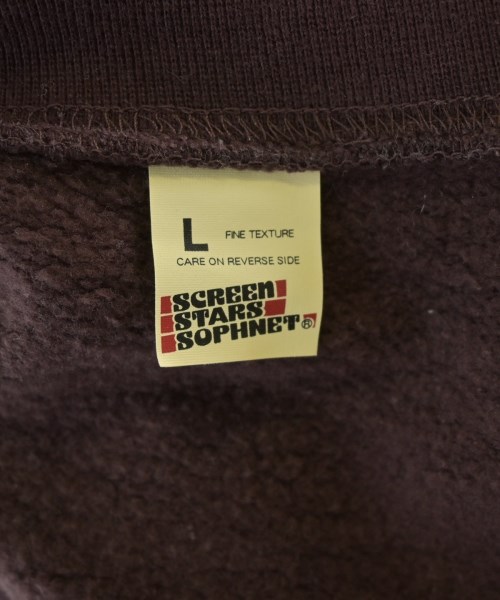 L FINE TEXTURE
CARE ON REVERSE SIDE
SCREEN
STARS
SOPHNET®